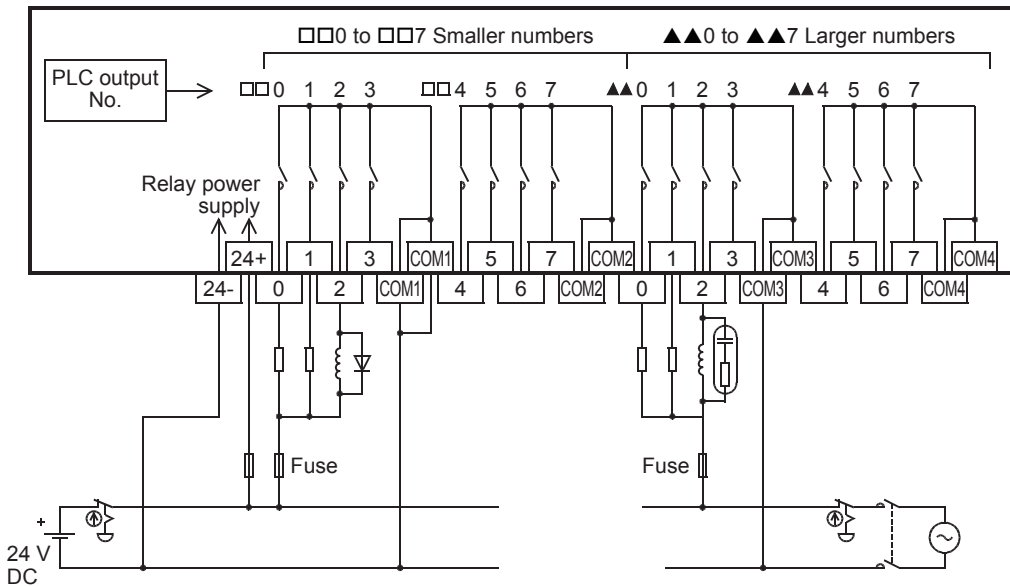 □□0 to □□7 Smaller numbers ▲▲0 to ▲▲7 Larger numbers
PLC output
No.
□□0 1 2 3 □□4 5 6 7 ▲▲0 1 2 3 ▲▲4 5 6 7
Relay power
supply
24+ 1 3 COM1 5 7 COM2 1 3 COM3 5 7 COM4
24- 0 2 COM1 4 6 COM2 0 2 COM3 4 6 COM4
Fuse Fuse
+
24 V
DC